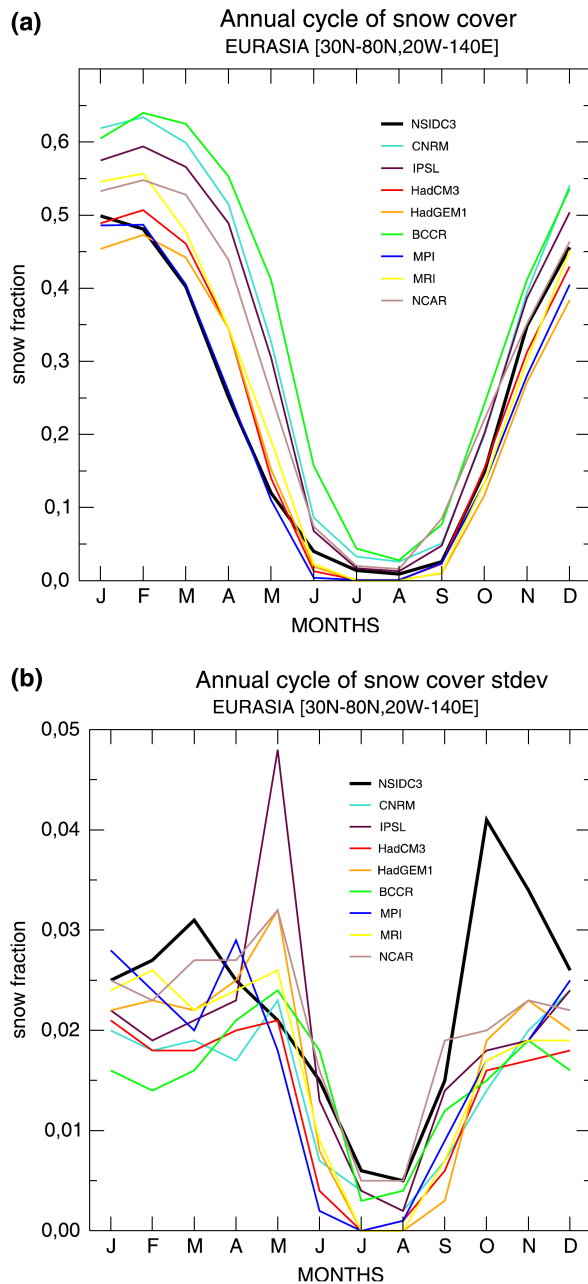 (a)
Annual cycle of snow cover
EURASIA [30N-80N,20W-140E]
0,6
0,5
0,4
0,3
0,2
0,1
0,0
snow fraction
NSIDC3
CNRM
IPSL
HadCM3
HadGEM1
BCCR
MPI
MRI
NCAR
J F M A M J J A S O N D
MONTHS
(b)
Annual cycle of snow cover stdev
EURASIA [30N-80N,20W-140E]
0,05
0,04
0,03
0,02
0,01
0,00
snow fraction
NSIDC3
CNRM
IPSL
HadCM3
HadGEM1
BCCR
MPI
MRI
NCAR
J F M A M J J A S O N D
MONTHS